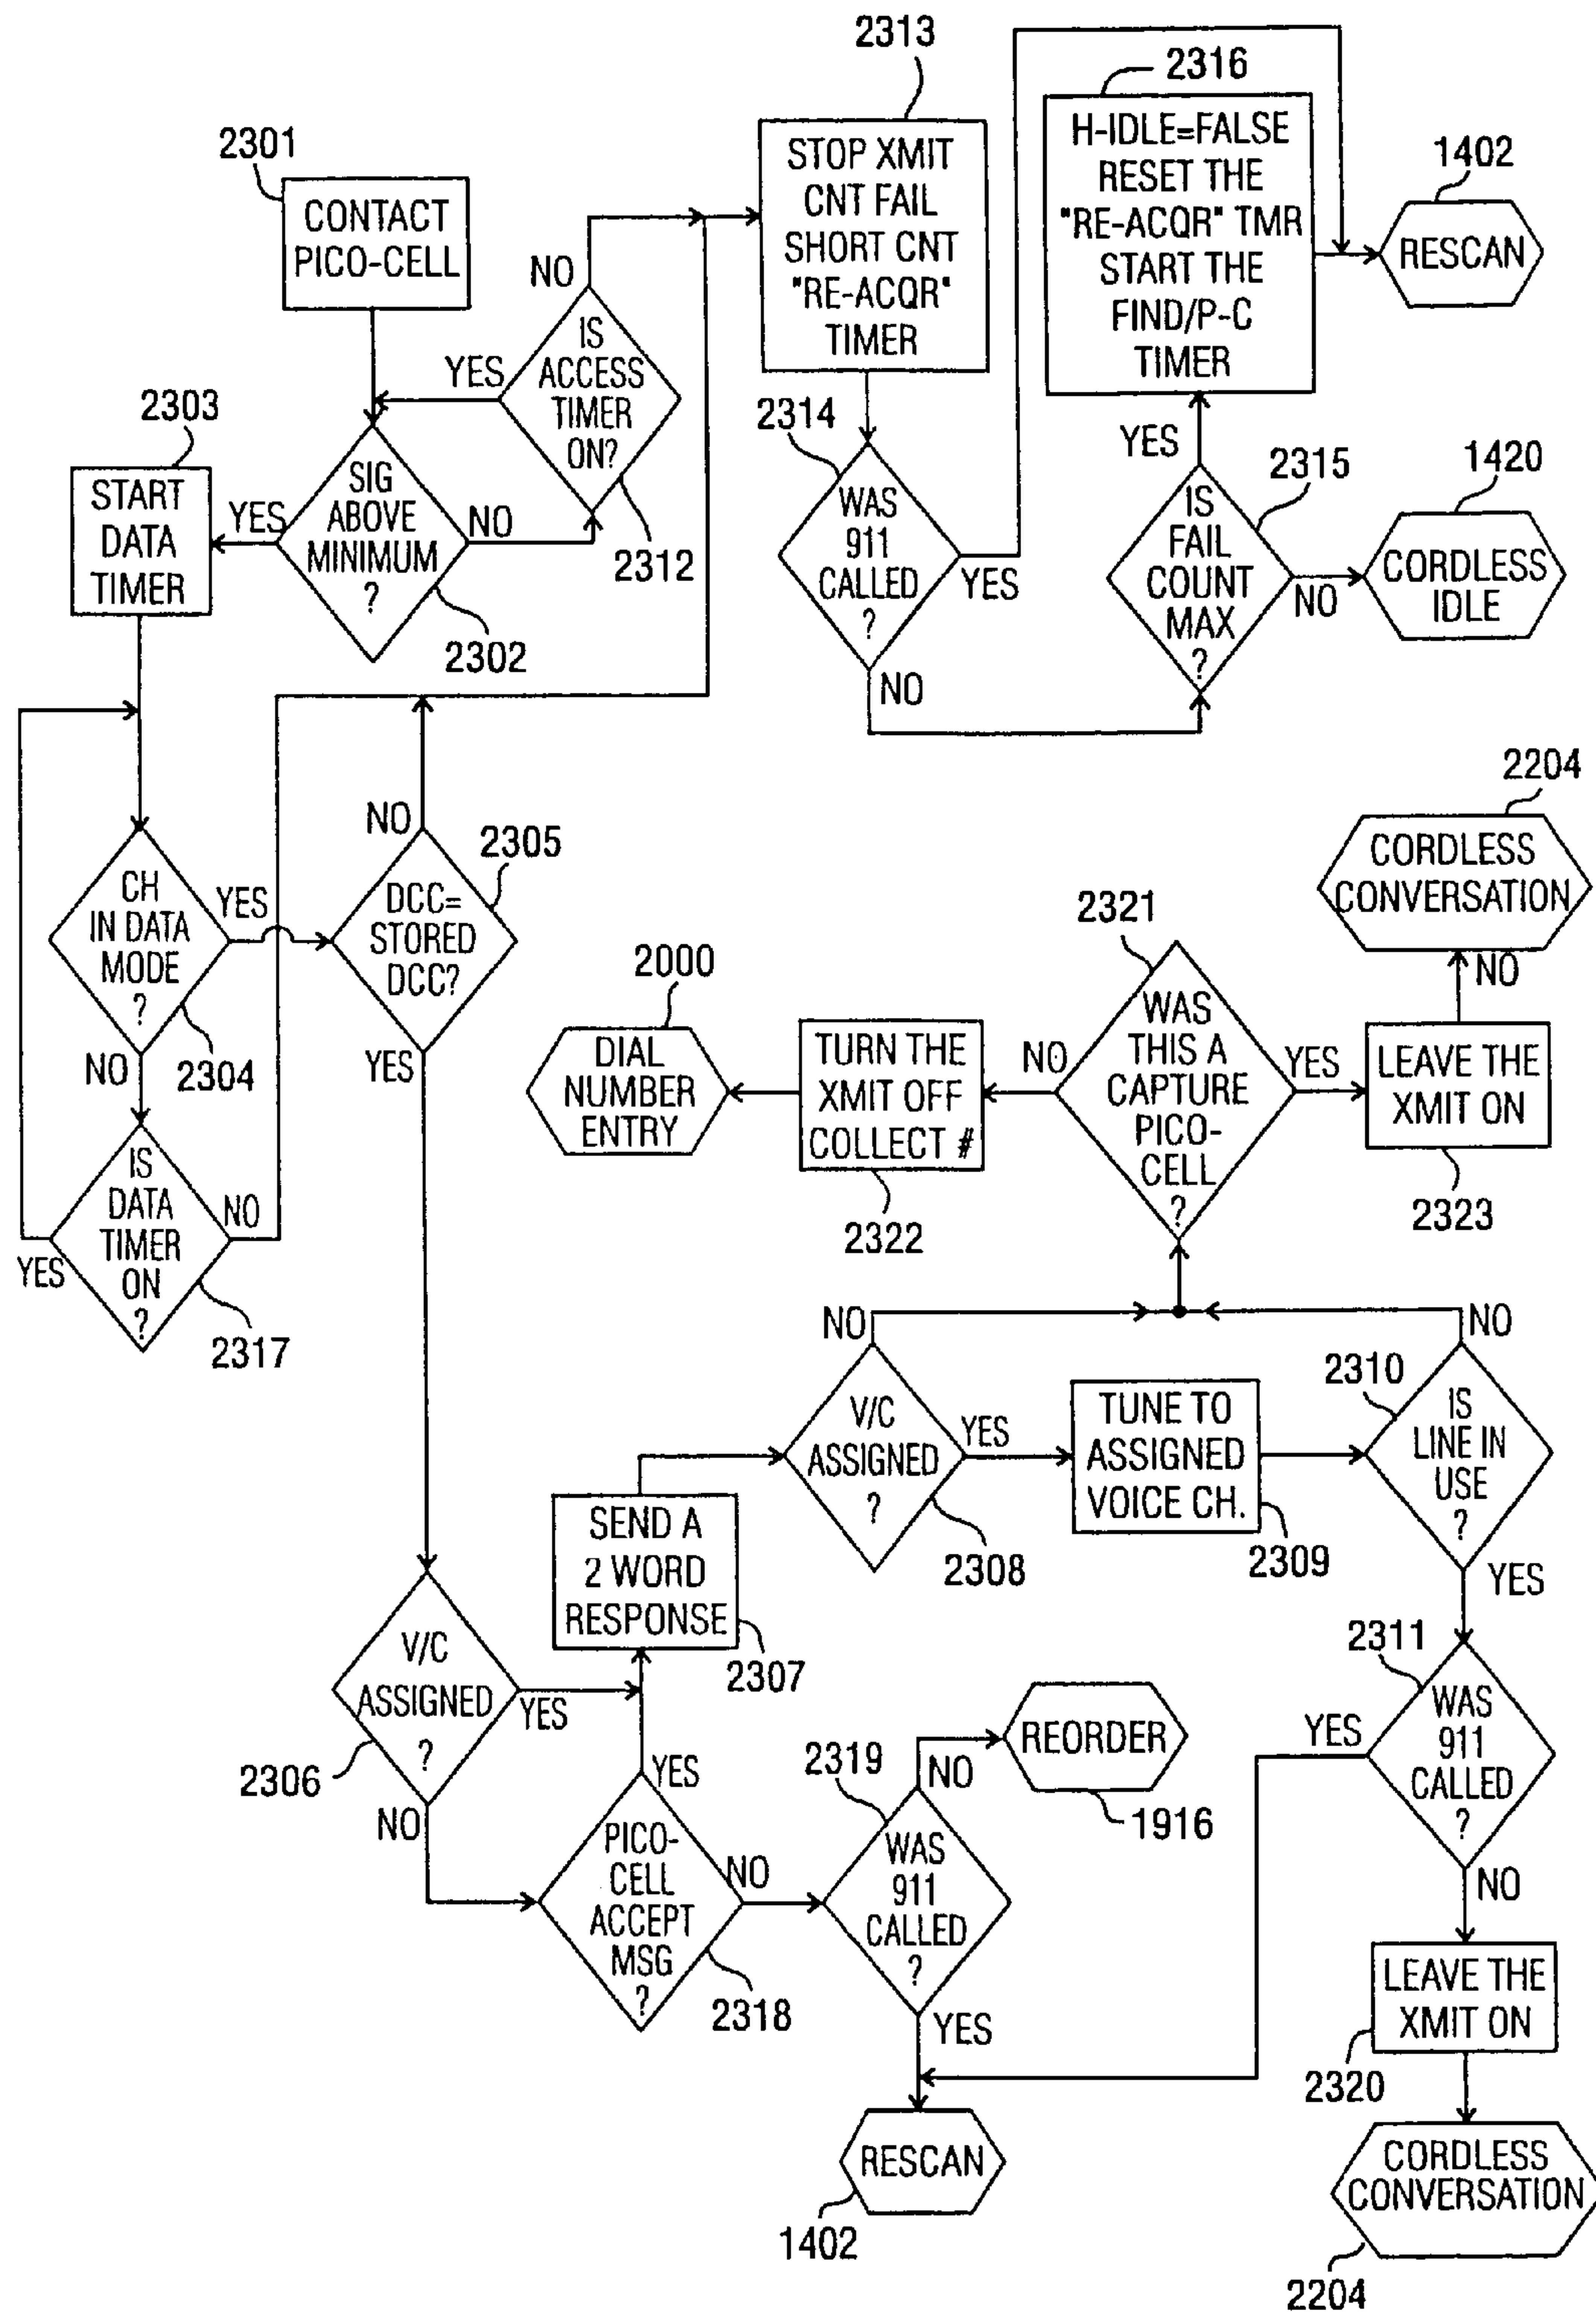 2313
2316
H-IDLE=FALSE
RESET THE
"RE-ACQR" TMR
START THE
FIND/P-C
TIMER
1402
RESCAN
2301
CONTACT
PICO-CELL
STOP XMIT
CNT FAIL
SHORT CNT
"RE-ACQR"
TIMER
NO
IS
ACCESS
TIMER
ON?
YES
2312
2303
START
DATA
TIMER
YES
SIG
ABOVE
MINIMUM
?
NO
2302
2314
WAS
911
CALLED
?
YES
NO
YES
2315
IS
FAIL
COUNT
MAX
?
NO
1420
CORDLESS
IDLE
NO
2305
DCC=
STORED
DCC?
YES
CH
IN DATA
MODE
?
YES
NO
2304
IS
DATA
TIMER
ON
?
NO
YES
2317
2204
CORDLESS
CONVERSATION
NO
2321
WAS
THIS A
CAPTURE
PICO-
CELL
?
NO
YES
LEAVE THE
XMIT ON
2323
2000
DIAL
NUMBER
ENTRY
TURN THE
XMIT OFF
COLLECT #
2322
NO
V/C
ASSIGNED
?
YES
2308
TUNE TO
ASSIGNED
VOICE CH.
2309
NO
2310
IS
LINE IN
USE
?
YES
SEND A
2 WORD
RESPONSE
2307
V/C
ASSIGNED
?
YES
2306
NO
YES
PICO-
CELL
ACCEPT
MSG
?
NO
2318
2319
WAS
911
CALLED
?
NO
YES
REORDER
1916
2311
WAS
911
CALLED
?
YES
NO
LEAVE THE
XMIT ON
2320
RESCAN
1402
CORDLESS
CONVERSATION
2204